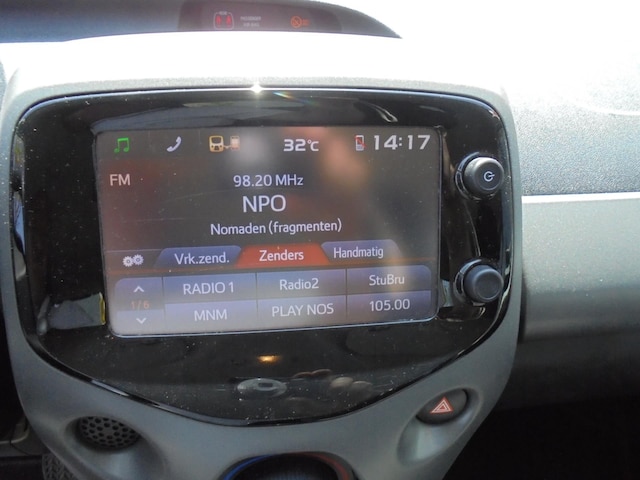 32°C 14:17
FM
98.20 MHz
NPO
Nomaden (fragmenten)
Vrk.zend. Zenders Handmatig
RADIO 1 Radio2 StuBru
1/6
MNM PLAY NOS 105.00